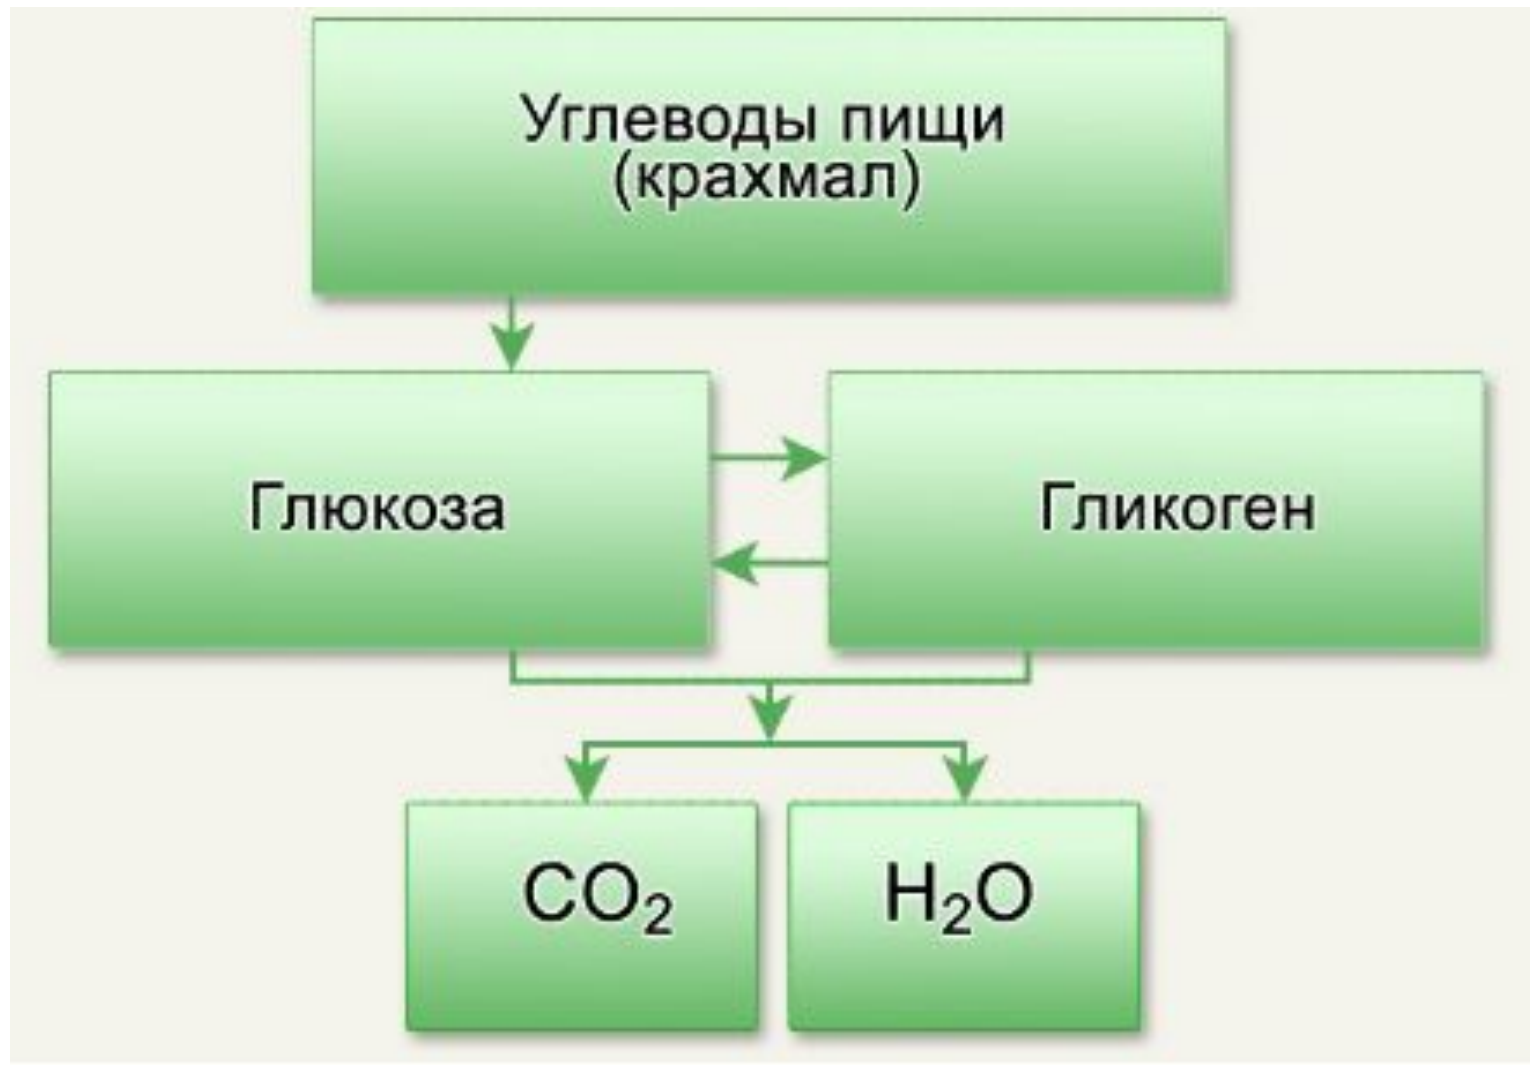 Углеводы пищи
(крахмал)
Глюкоза
Гликоген
CO₂
H₂O